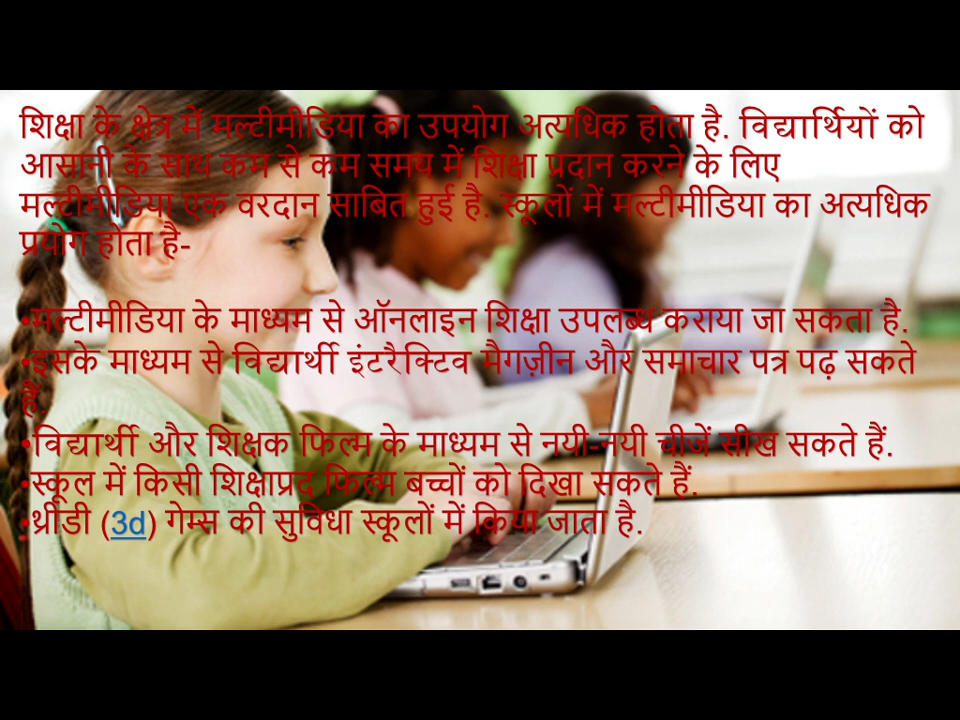 शिक्षा के क्षेत्र में मल्टीमीडिया का उपयोग अत्यधिक होता है. विद्यार्थियों को
आसानी के साथ कम से कम समय में शिक्षा प्रदान करने के लिए
मल्टीमीडिया एक वरदान साबित हुई है. स्कूलों में मल्टीमीडिया का अत्यधिक
प्रयोग होता है-
•मल्टीमीडिया के माध्यम से ऑनलाइन शिक्षा उपलब्ध कराया जा सकता है.
•इसके माध्यम से विद्यार्थी इंटरैक्टिव मैगज़ीन और समाचार पत्र पढ़ सकते
हैं.
•विद्यार्थी और शिक्षक फिल्म के माध्यम से नयी-नयी चीजें सीख सकते हैं.
•स्कूल में किसी शिक्षाप्रद फिल्म बच्चों को दिखा सकते हैं.
•थ्रीडी (3d) गेम्स की सुविधा स्कूलों में किया जाता है.